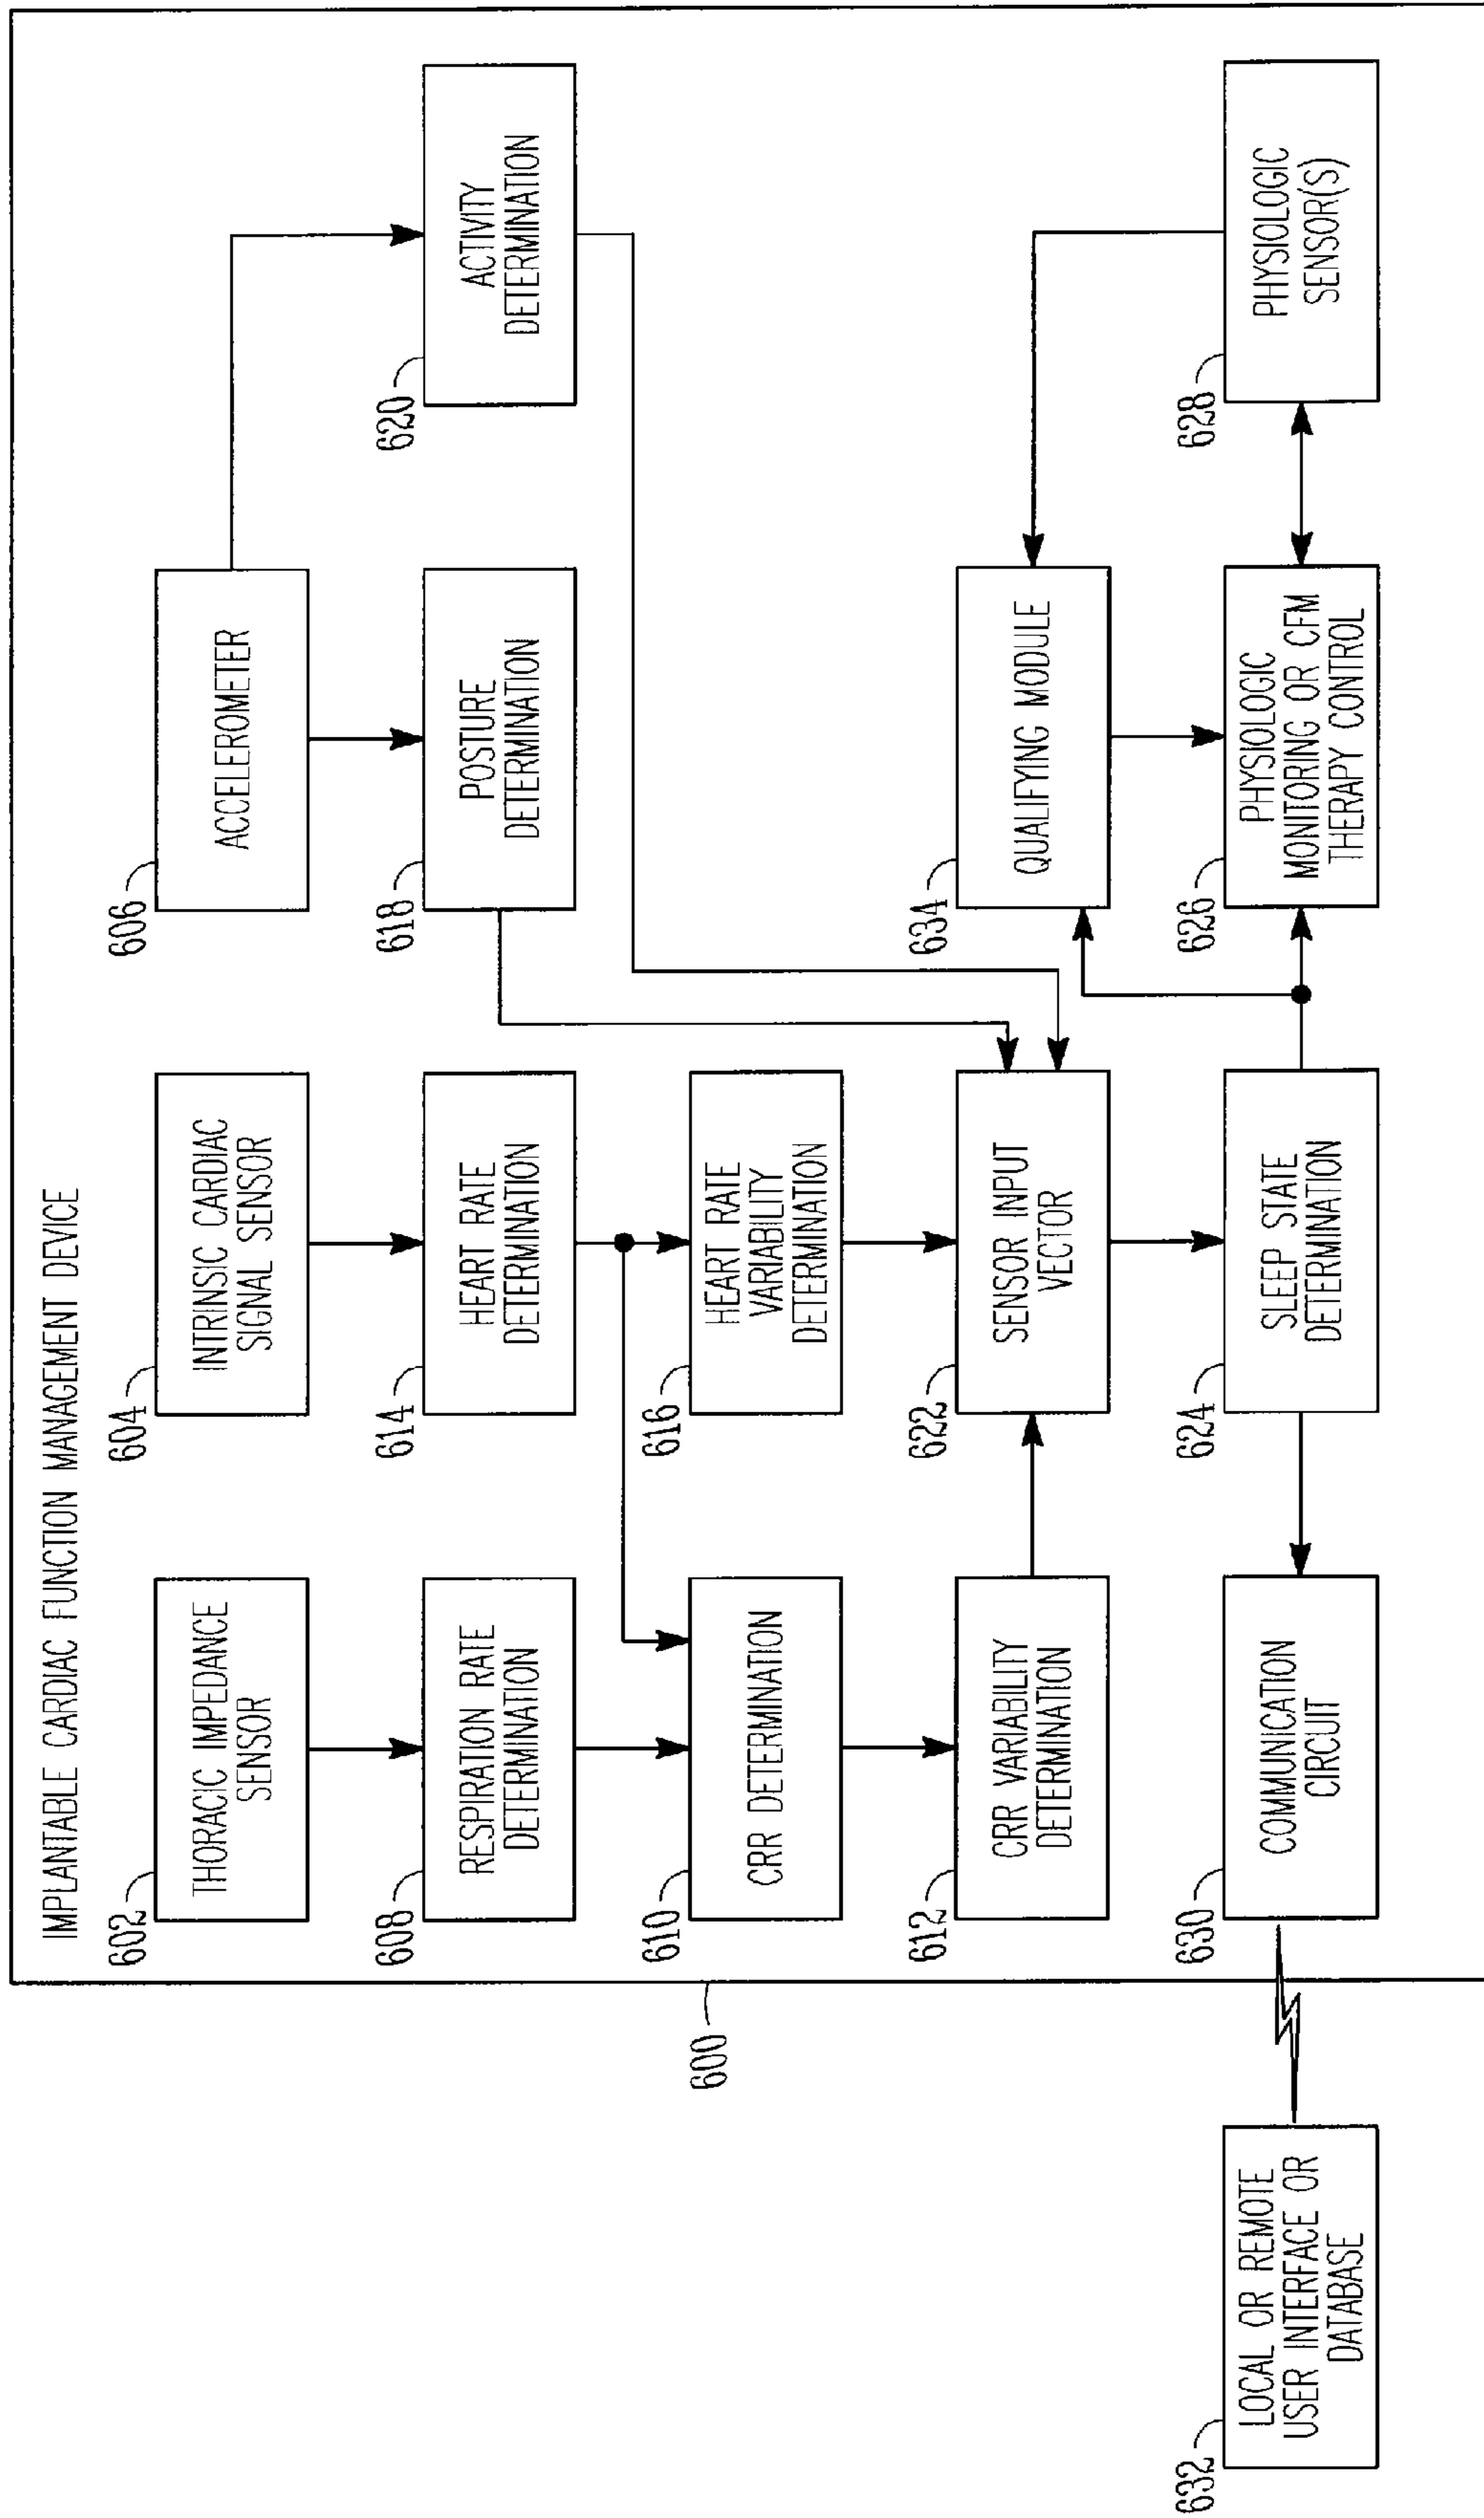 IMPLANTABLE CARDIAC FUNCTION MANAGEMENT DEVICE
600
602
THORACIC IMPEDANCE
SENSOR
604
INTRINSIC CARDIAC
SIGNAL SENSOR
606
ACCELEROMETER
608
RESPIRATION RATE
DETERMINATION
614
HEART RATE
DETERMINATION
618
POSTURE
DETERMINATION
620
ACTIVITY
DETERMINATION
610
CRR DETERMINATION
616
HEART RATE
VARIABILITY
DETERMINATION
612
CRR VARIABILITY
DETERMINATION
622
SENSOR INPUT
VECTOR
634
QUALIFYING MODULE
632
LOCAL OR REMOTE
USER INTERFACE OR
DATABASE
630
COMMUNICATION
CIRCUIT
624
SLEEP STATE
DETERMINATION
626
PHYSIOLOGIC
MONITORING OR CFM
THERAPY CONTROL
628
PHYSIOLOGIC
SENSOR(S)